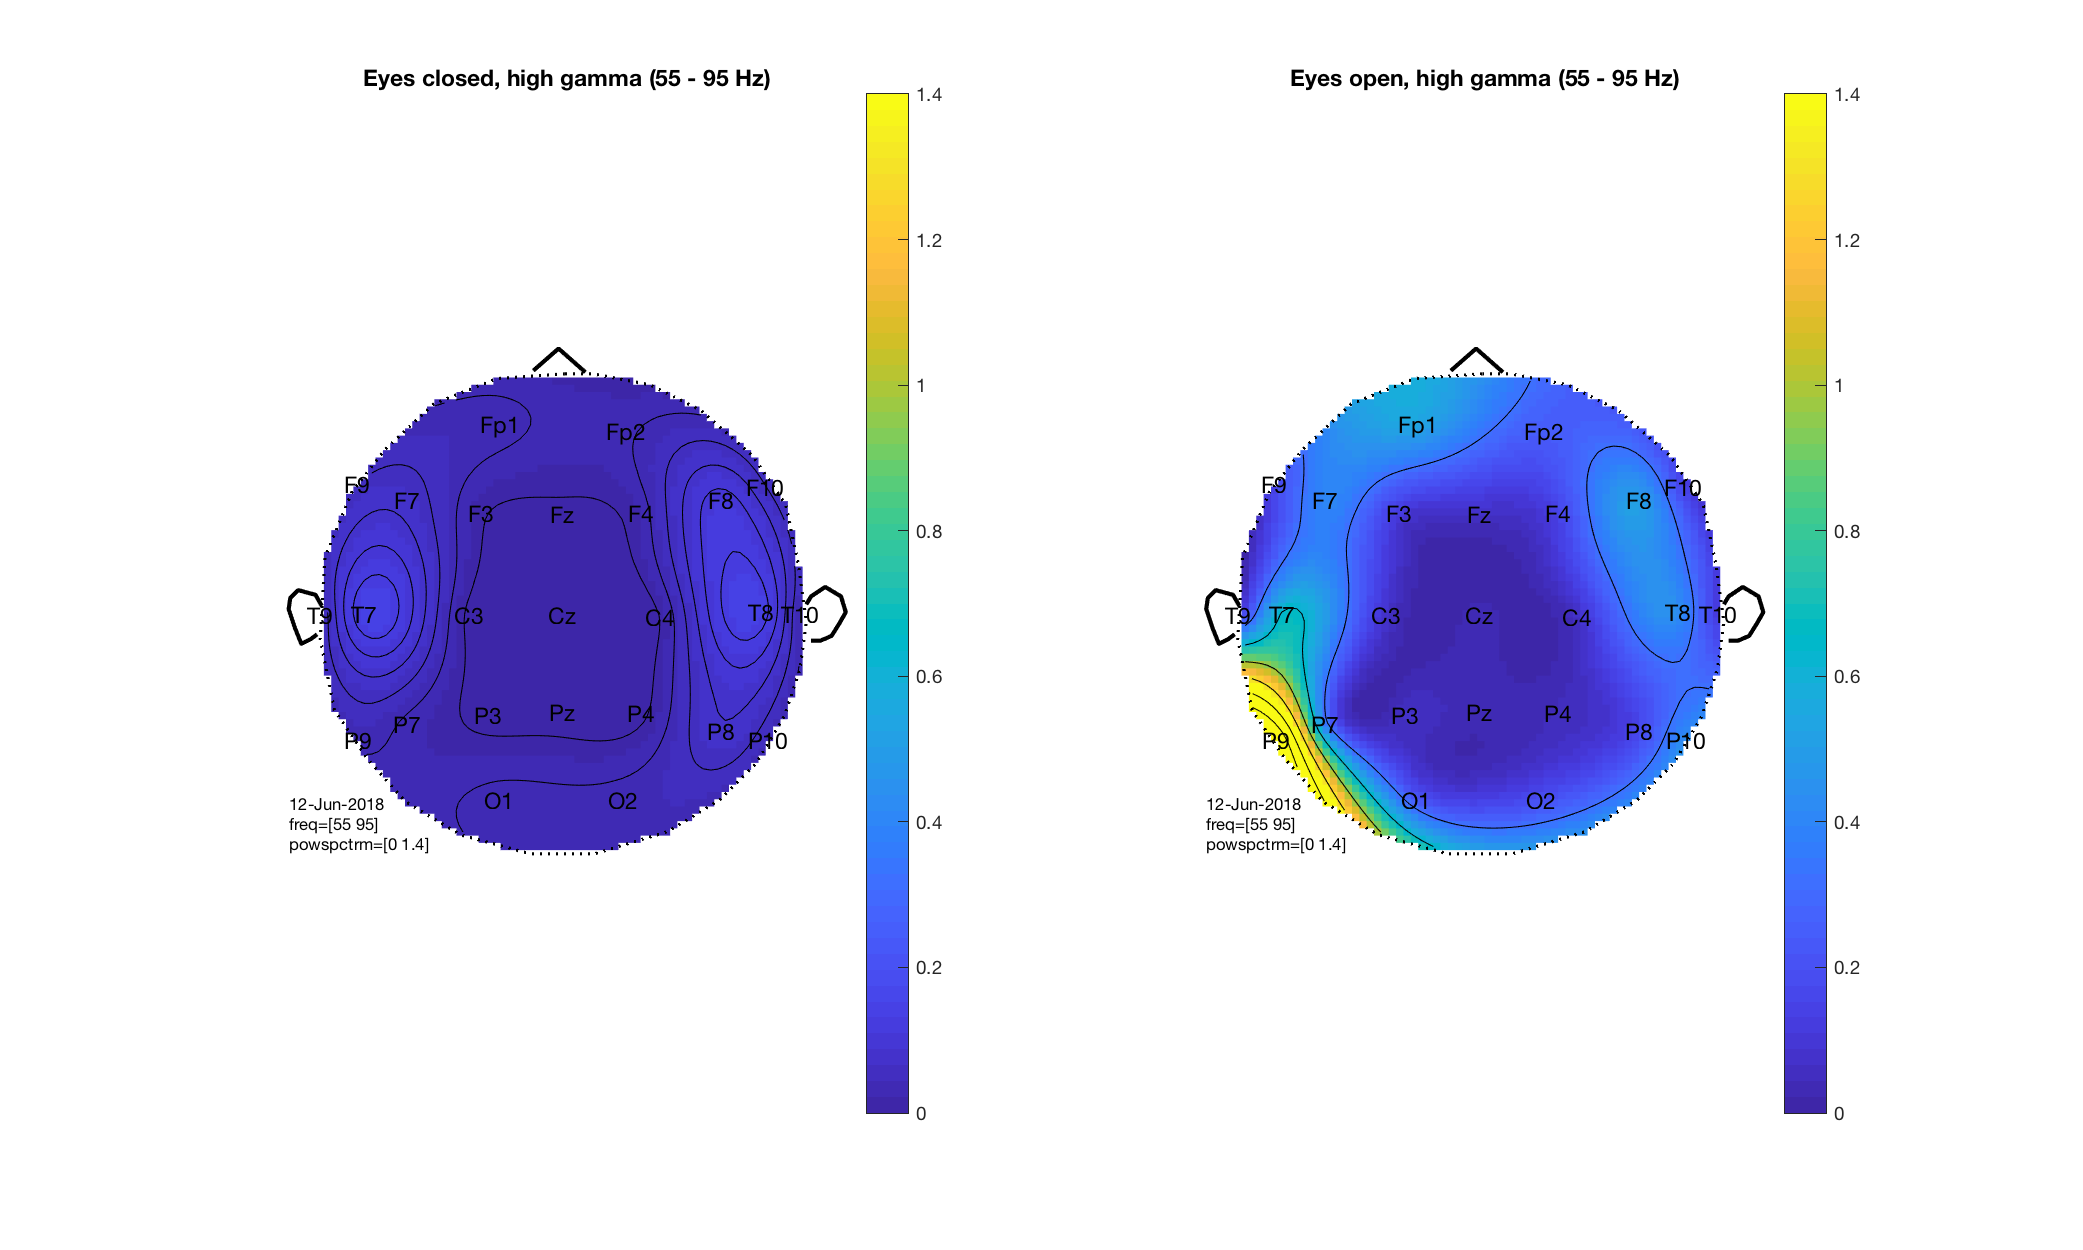 Eyes closed, high gamma (55 - 95 Hz)
1.4
1.2
1
0.8
0.6
0.4
0.2
0
Fp1 Fp2
F9 F7 F3 Fz F4 F8 F10
T9 T7 C3 Cz C4 T8 T10
P9 P7 P3 Pz P4 P8 P10
O1 O2
12-Jun-2018
freq=[55 95]
powspctrm=[0 1.4]
Eyes open, high gamma (55 - 95 Hz)
1.4
1.2
1
0.8
0.6
0.4
0.2
0
Fp1 Fp2
F9 F7 F3 Fz F4 F8 F10
T9 T7 C3 Cz C4 T8 T10
P9 P7 P3 Pz P4 P8 P10
O1 O2
12-Jun-2018
freq=[55 95]
powspctrm=[0 1.4]